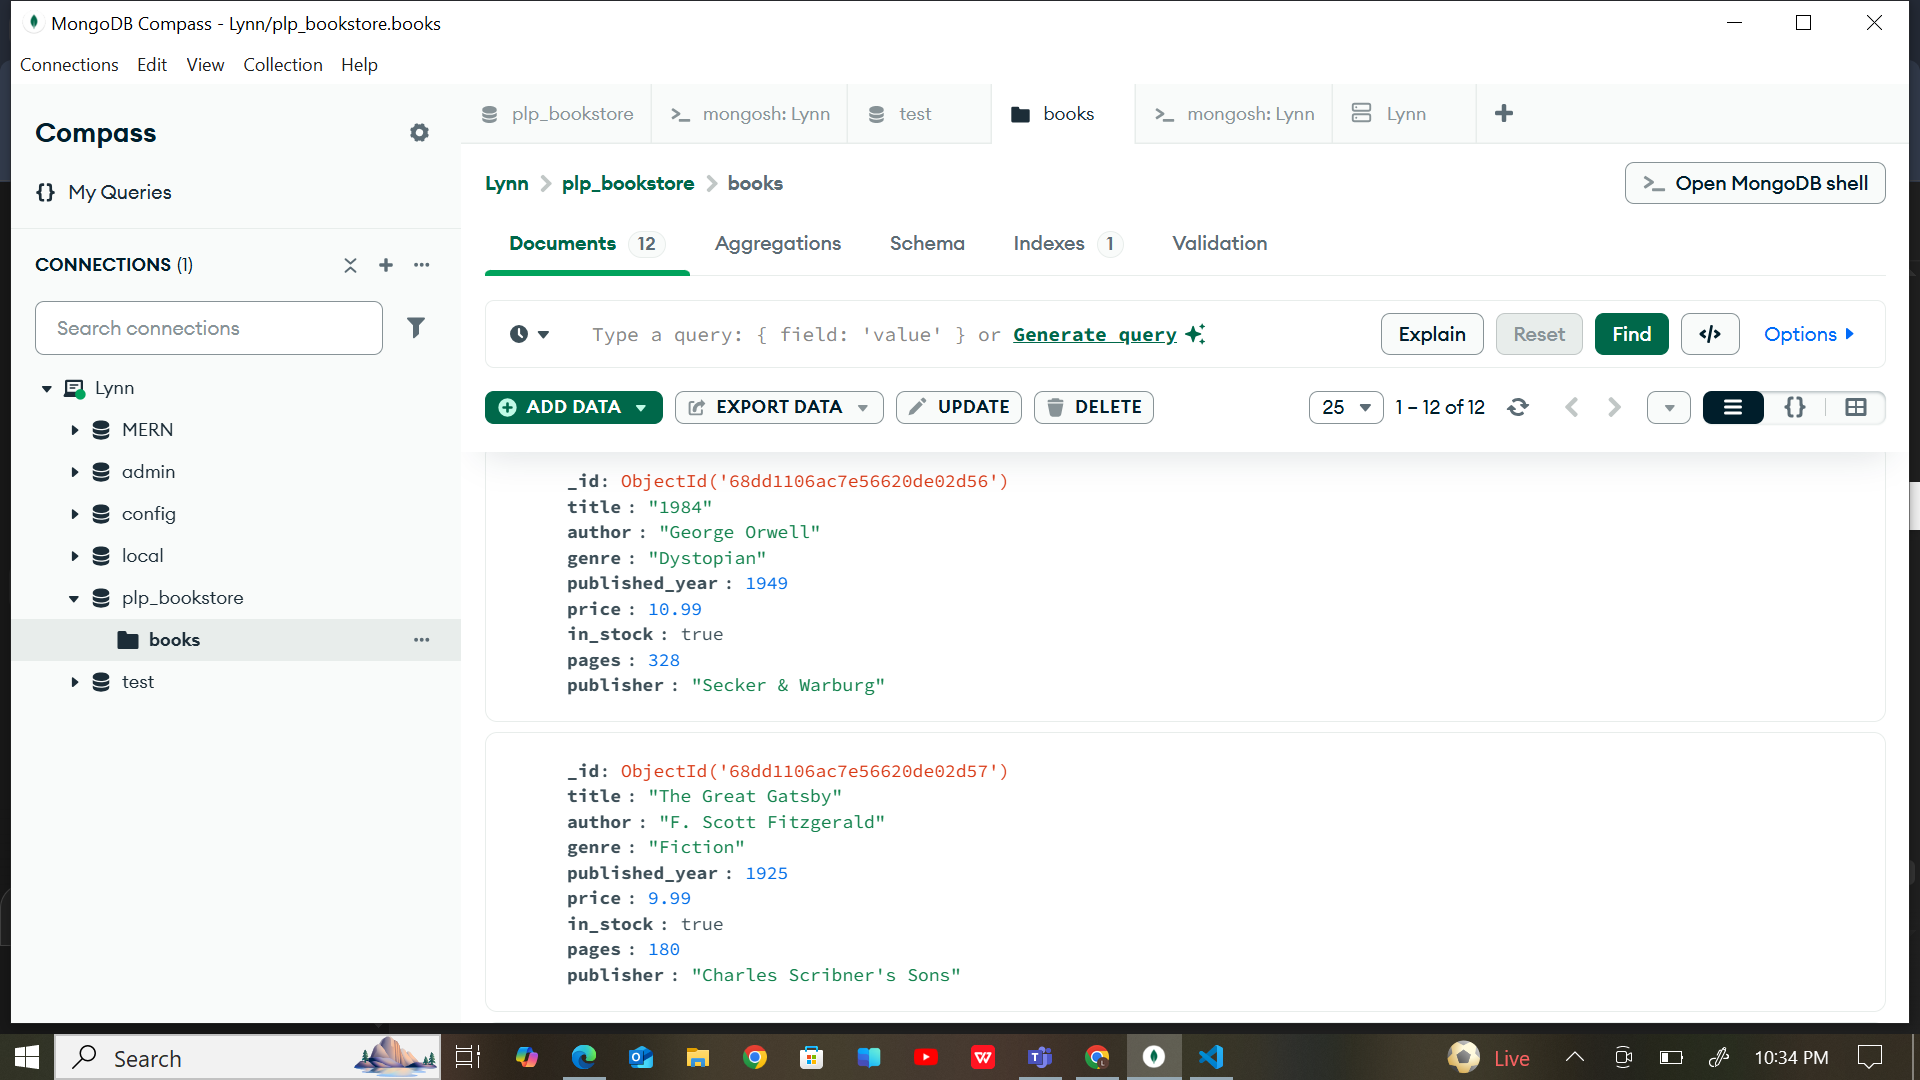 MongoDB Compass - Lynn/plp_bookstore.books
Connections Edit View Collection Help
Compass
{} My Queries
CONNECTIONS (1)
Search connections
Lynn
MERN
admin
config
local
plp_bookstore
books
test
plp_bookstore >_ mongosh: Lynn test books >_ mongosh: Lynn Lynn
Lynn > plp_bookstore > books
>_ Open MongoDB shell
Documents 12 Aggregations Schema Indexes 1 Validation
Type a query: { field: 'value' } or Generate query
Explain Reset Find </> Options
ADD DATA EXPORT DATA UPDATE DELETE
25 1 – 12 of 12 {}
_id: ObjectId('68dd1106ac7e56620de02d56')
title : "1984"
author : "George Orwell"
genre : "Dystopian"
published_year : 1949
price : 10.99
in_stock : true
pages : 328
publisher : "Secker & Warburg"
_id: ObjectId('68dd1106ac7e56620de02d57')
title : "The Great Gatsby"
author : "F. Scott Fitzgerald"
genre : "Fiction"
published_year : 1925
price : 9.99
in_stock : true
pages : 180
publisher : "Charles Scribner's Sons"
Search
Live
10:34 PM